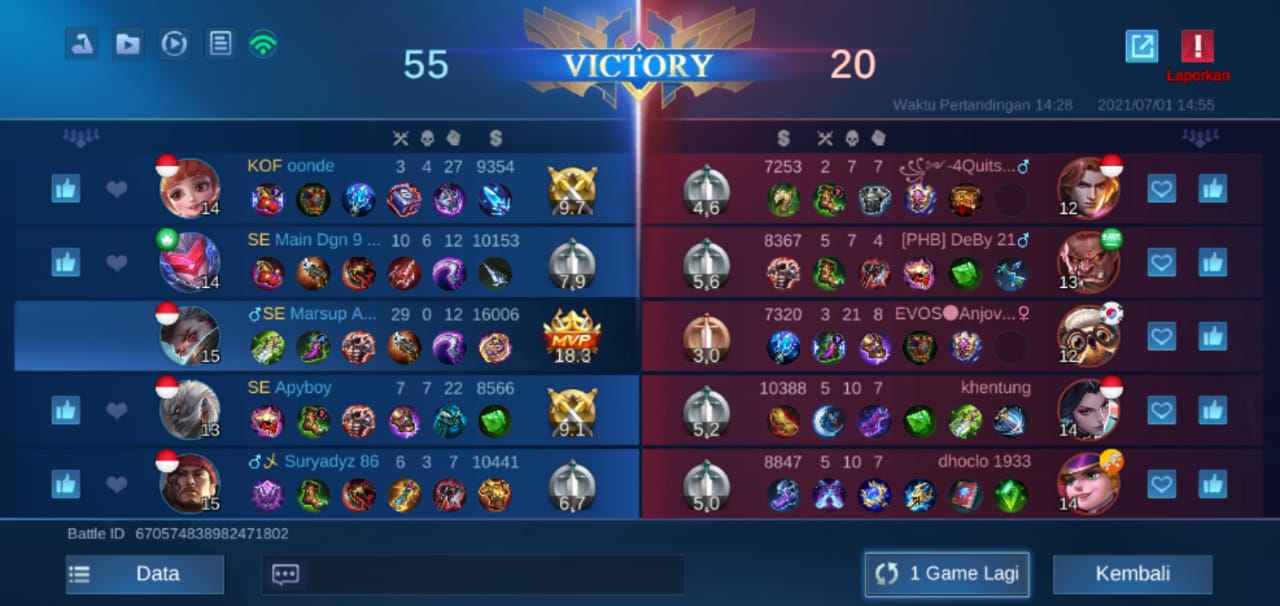 55 VICTORY 20
Laporkan
Waktu Pertandingan 14:28 2021/07/01 14:55
KOF oonde 3 4 27 9354
14 9.7
SE Main Dgn 9 ... 10 6 12 10153
14 7,9
♂SE Marsup A... 29 0 12 16006
15 MVP 18.3
SE Apyboy 7 7 22 8566
13 9.1
Suryadyz 86 6 3 7 10441
15 6,7
7253 2 7 7 -4Quits...♂
4,6 12
8367 5 7 4 [PHB] DeBy 21♂
5,6 13
7320 3 21 8 EVOS Anjov...♀
3,0 12
10388 5 10 7 khentung
5,2 14
8847 5 10 7 dhoclo 1933
5,0 14
Battle ID 670574838982471802
Data 1 Game Lagi Kembali